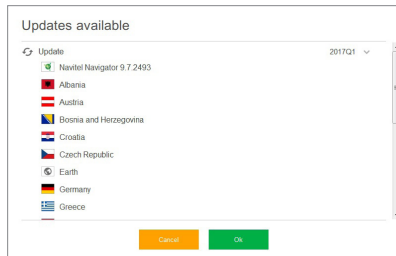 Updates available
Update 2017Q1
Navitel Navigator 9.7.2493
Albania
Austria
Bosnia and Herzegovina
Croatia
Czech Republic
Earth
Germany
Greece
Cancel Ok